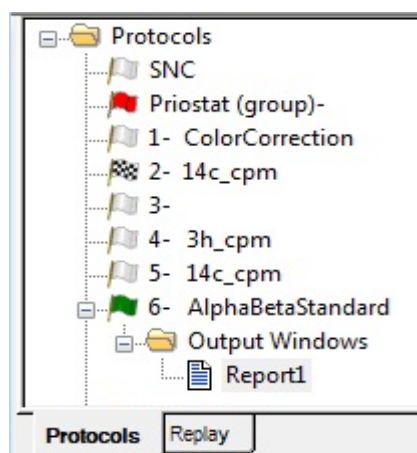 Protocols
SNC
Priostat (group)-
1- ColorCorrection
2- 14c_cpm
3-
4- 3h_cpm
5- 14c_cpm
6- AlphaBetaStandard
Output Windows
Report1
Protocols Replay